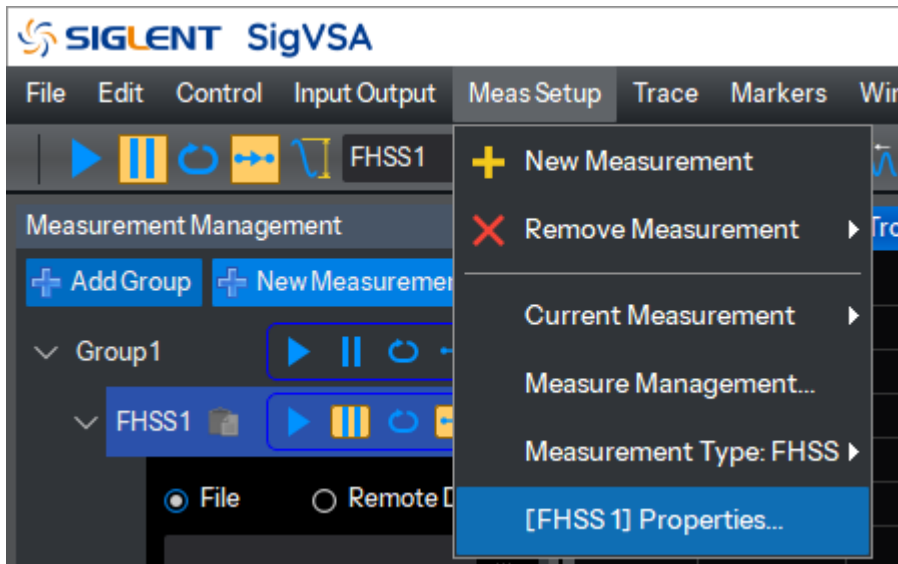 SIGLENT SigVSA
File Edit Control Input Output Meas Setup Trace Markers
FHSS1
New Measurement
Measurement Management
Remove Measurement
Add Group
Current Measurement
Group1
Measure Management...
FHSS1
Measurement Type: FHSS
File Remote
[FHSS 1] Properties...